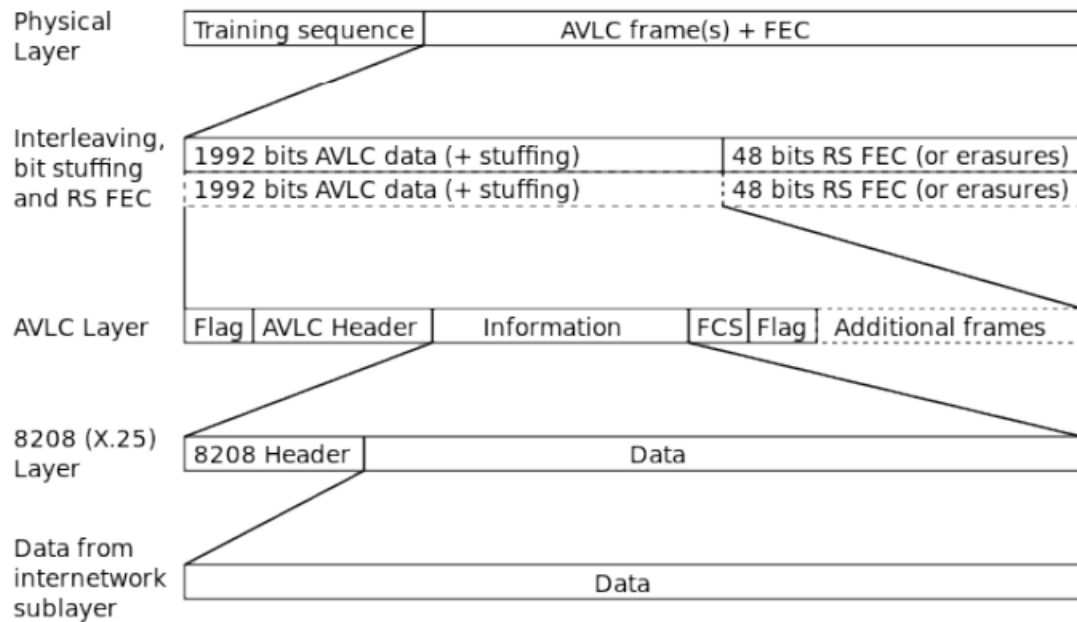 Physical
Layer
Training sequence
AVLC frame(s) + FEC
Interleaving,
bit stuffing
and RS FEC
1992 bits AVLC data (+ stuffing)
48 bits RS FEC (or erasures)
1992 bits AVLC data (+ stuffing)
48 bits RS FEC (or erasures)
AVLC Layer
Flag
AVLC Header
Information
FCS
Flag
Additional frames
8208 (X.25)
Layer
8208 Header
Data
Data from
internetwork
sublayer
Data